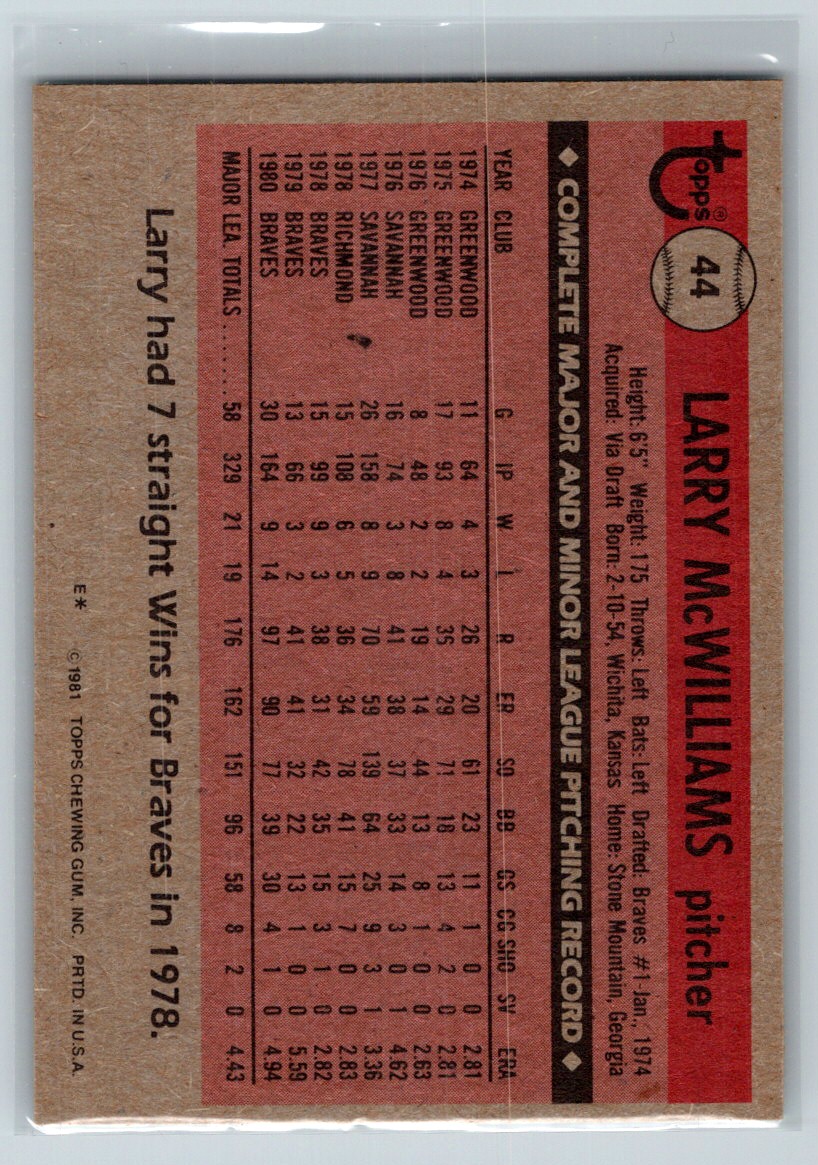 Topps®
44
LARRY McWILLIAMS pitcher
Height: 6'5" Weight: 175 Throws: Left Bats: Left Drafted: Braves #1-Jan., 1974
Acquired: Via Draft Born: 2-10-54, Wichita, Kansas Home: Stone Mountain, Georgia
◆ COMPLETE MAJOR AND MINOR LEAGUE PITCHING RECORD ◆
YEAR CLUB G IP W L R ER SO BB GS CG SHO SV ERA
1974 GREENWOOD 11 64 4 3 26 20 61 23 11 1 0 0 2.81
1975 GREENWOOD 17 93 8 4 35 29 71 18 13 4 2 0 2.81
1976 GREENWOOD 8 48 2 2 19 14 44 13 8 1 0 0 2.63
1976 SAVANNAH 16 74 3 8 41 38 37 33 14 3 0 1 4.62
1977 SAVANNAH 26 158 8 9 70 59 139 64 25 9 3 1 3.36
1978 RICHMOND 15 108 6 5 36 34 78 41 15 7 0 0 2.83
1978 BRAVES 15 99 9 3 38 31 42 35 15 3 1 0 2.82
1979 BRAVES 13 66 3 2 41 41 32 22 13 1 0 0 5.59
1980 BRAVES 30 164 9 14 97 90 77 39 30 4 1 0 4.94
MAJOR LEA. TOTALS ........ 58 329 21 19 176 162 151 96 58 8 2 0 4.43
Larry had 7 straight Wins for Braves in 1978.
E* © 1981 TOPPS CHEWING GUM, INC. PRTD. IN U.S.A.